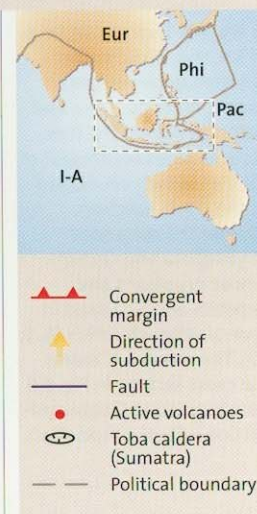 Eur
Phi
Pac
I-A
Convergent
margin
Direction of
subduction
Fault
Active volcanoes
Toba caldera
(Sumatra)
Political boundary